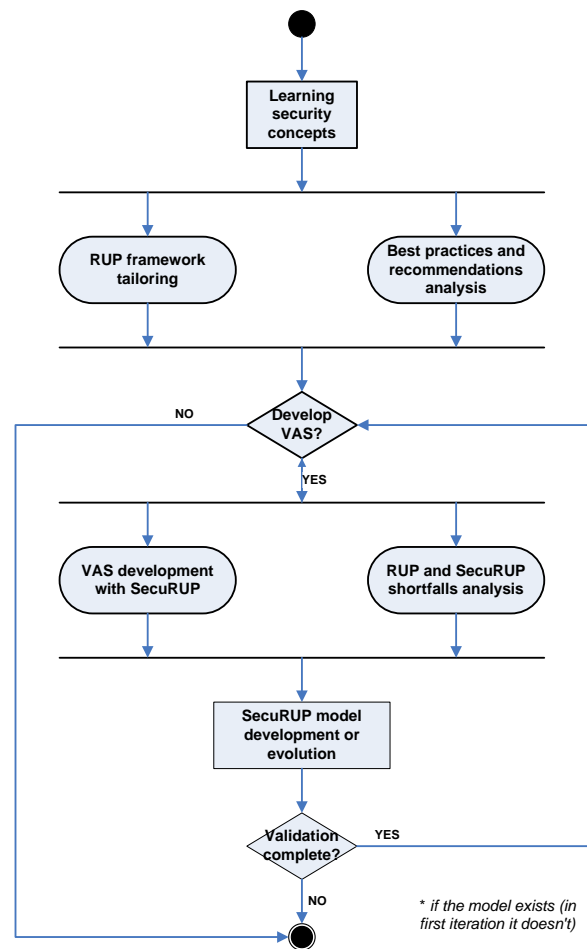 Learning
security
concepts
RUP framework
tailoring
Best practices and
recommendations
analysis
NO
Develop
VAS?
YES
VAS development
with SecuRUP
RUP and SecuRUP
shortfalls analysis
SecuRUP model
development or
evolution
Validation
complete?
YES
NO
* if the model exists (in
first iteration it doesn't)